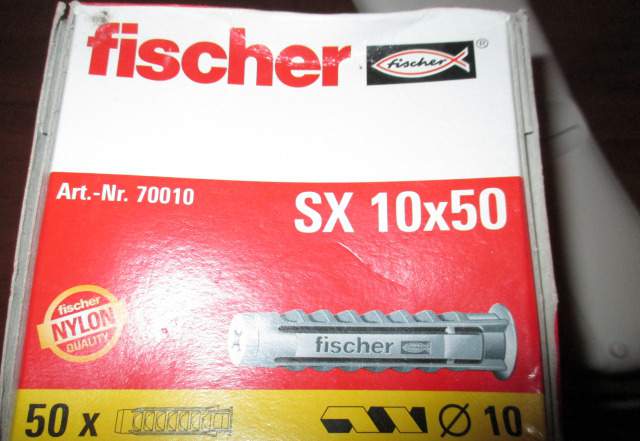 fischer fischer ®
Art.-Nr. 70010 SX 10x50
fischer
NYLON
QUALITY
fischer
50 x Ø 10